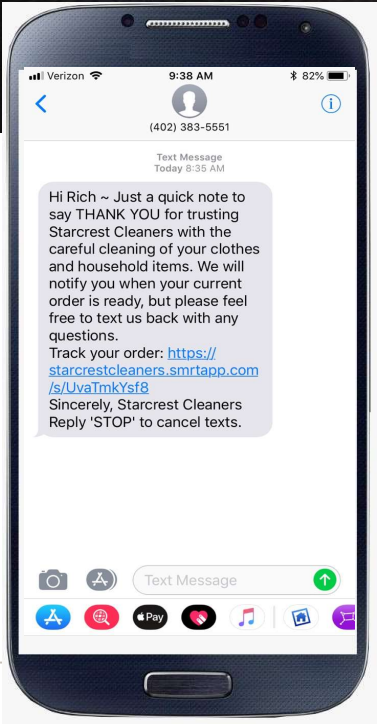 Verizon 9:38 AM 82%
(402) 383-5551
Text Message
Today 8:35 AM
Hi Rich ~ Just a quick note to
say THANK YOU for trusting
Starcrest Cleaners with the
careful cleaning of your clothes
and household items. We will
notify you when your current
order is ready, but please feel
free to text us back with any
questions.
Track your order: https://
starcrestcleaners.smrtapp.com
/s/UvaTmkYsf8
Sincerely, Starcrest Cleaners
Reply 'STOP' to cancel texts.
Text Message
Pay